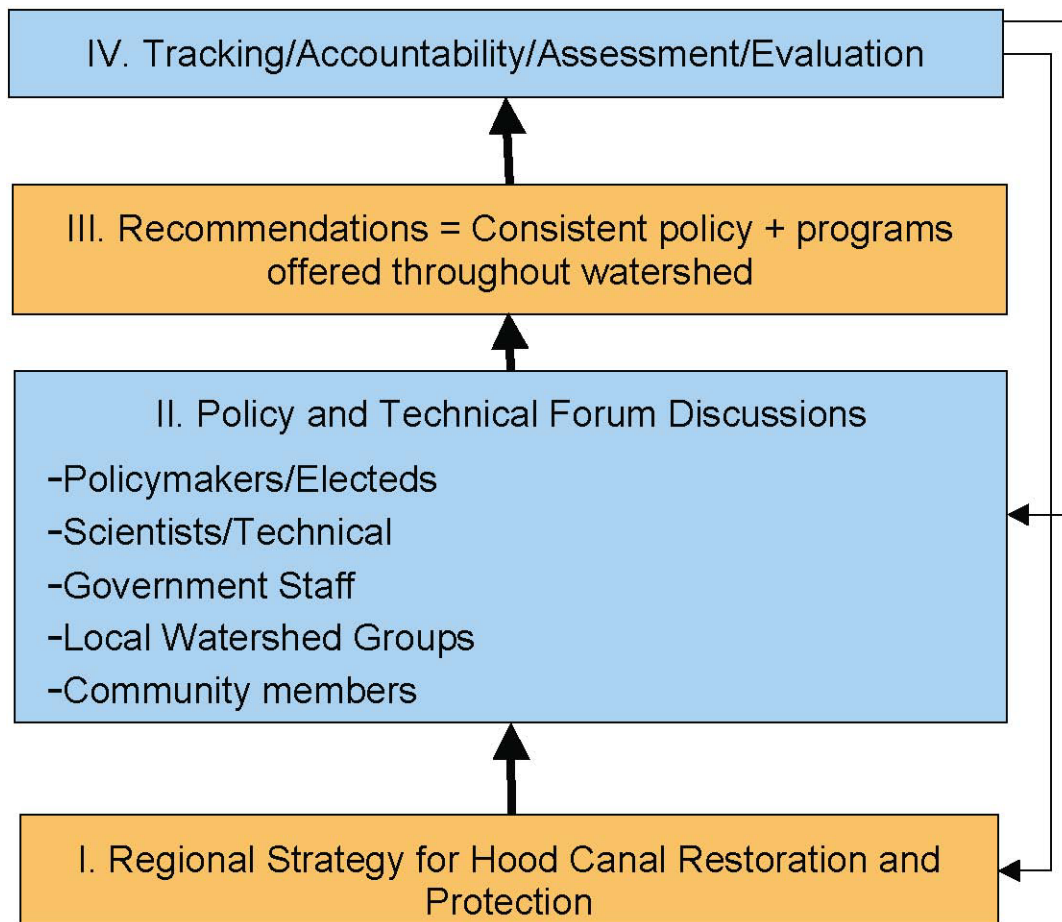 IV. Tracking/Accountability/Assessment/Evaluation
III. Recommendations = Consistent policy + programs
offered throughout watershed
II. Policy and Technical Forum Discussions
-Policymakers/Electeds
-Scientists/Technical
-Government Staff
-Local Watershed Groups
-Community members
I. Regional Strategy for Hood Canal Restoration and
Protection